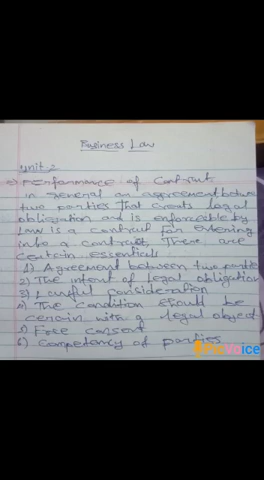 Business Law
unit-2
Performance of Contract
in general an agreement between
two parties that creats legal
obligation and is enforceable by
Law is a contract for entering
into a contract, There are
certain essentials
1) Agreement between two parties
2) The intent of legal obligation
3) Lawful consideration
4) The condition should be
cerain with a legal object
5) Free consent
6) Competency of parties
PicVoice